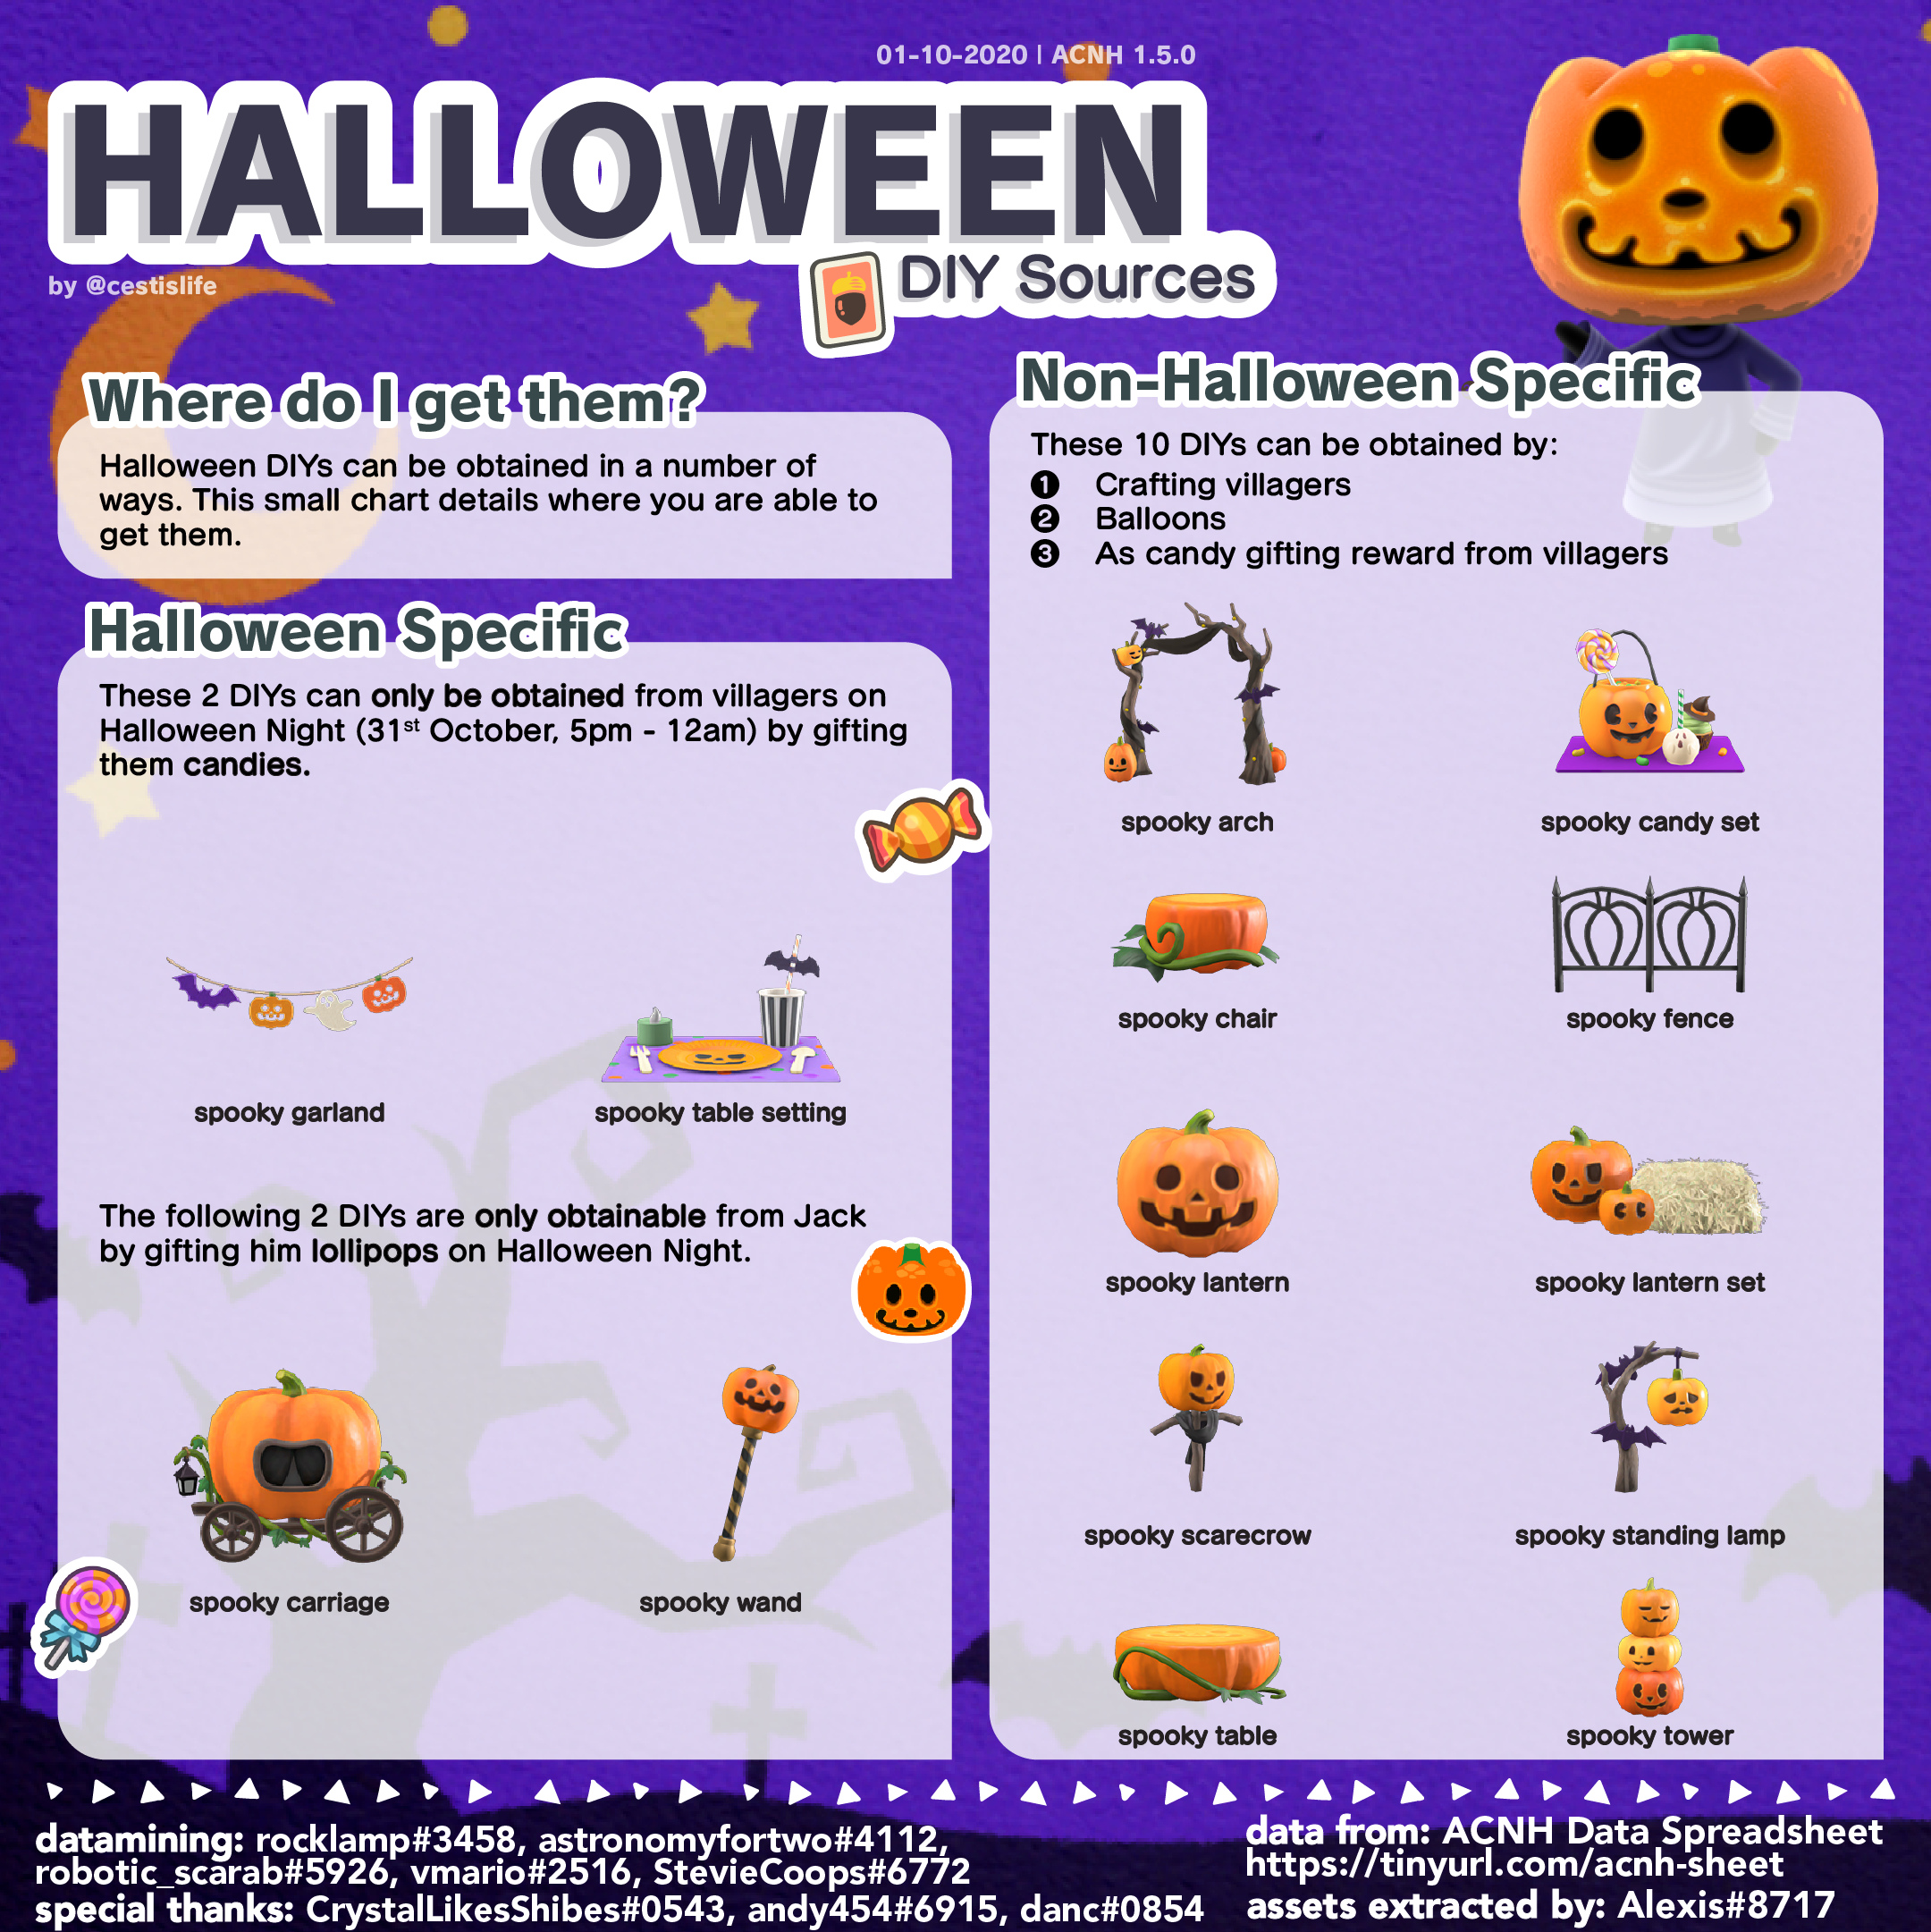 01-10-2020 | ACNH 1.5.0
HALLOWEEN
DIY Sources
by @cestislife
Where do I get them?
Halloween DIYs can be obtained in a number of
ways. This small chart details where you are able to
get them.
Halloween Specific
These 2 DIYs can only be obtained from villagers on
Halloween Night (31st October, 5pm - 12am) by gifting
them candies.
spooky garland
spooky table setting
The following 2 DIYs are only obtainable from Jack
by gifting him lollipops on Halloween Night.
spooky carriage
spooky wand
Non-Halloween Specific
These 10 DIYs can be obtained by:
1 Crafting villagers
2 Balloons
3 As candy gifting reward from villagers
spooky arch
spooky candy set
spooky chair
spooky fence
spooky lantern
spooky lantern set
spooky scarecrow
spooky standing lamp
spooky table
spooky tower
datamining: rocklamp#3458, astronomyfortwo#4112,
robotic_scarab#5926, vmario#2516, StevieCoops#6772
special thanks: CrystalLikesShibes#0543, andy454#6915, danc#0854
data from: ACNH Data Spreadsheet
https://tinyurl.com/acnh-sheet
assets extracted by: Alexis#8717